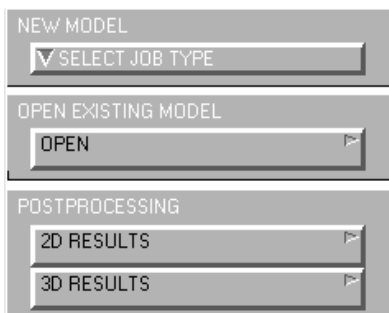 NEW MODEL
SELECT JOB TYPE
OPEN EXISTING MODEL
OPEN
POSTPROCESSING
2D RESULTS
3D RESULTS